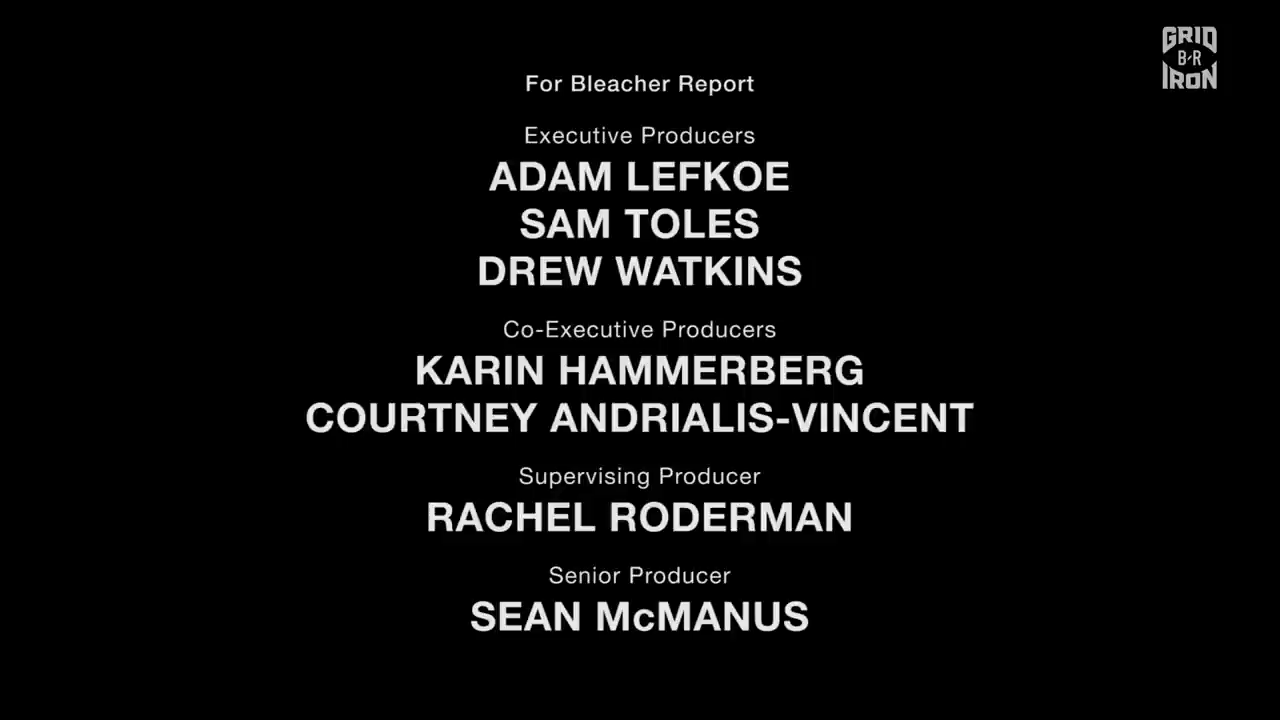 GRID
B/R
IRON
For Bleacher Report
Executive Producers
ADAM LEFKOE
SAM TOLES
DREW WATKINS
Co-Executive Producers
KARIN HAMMERBERG
COURTNEY ANDRIALIS-VINCENT
Supervising Producer
RACHEL RODERMAN
Senior Producer
SEAN McMANUS